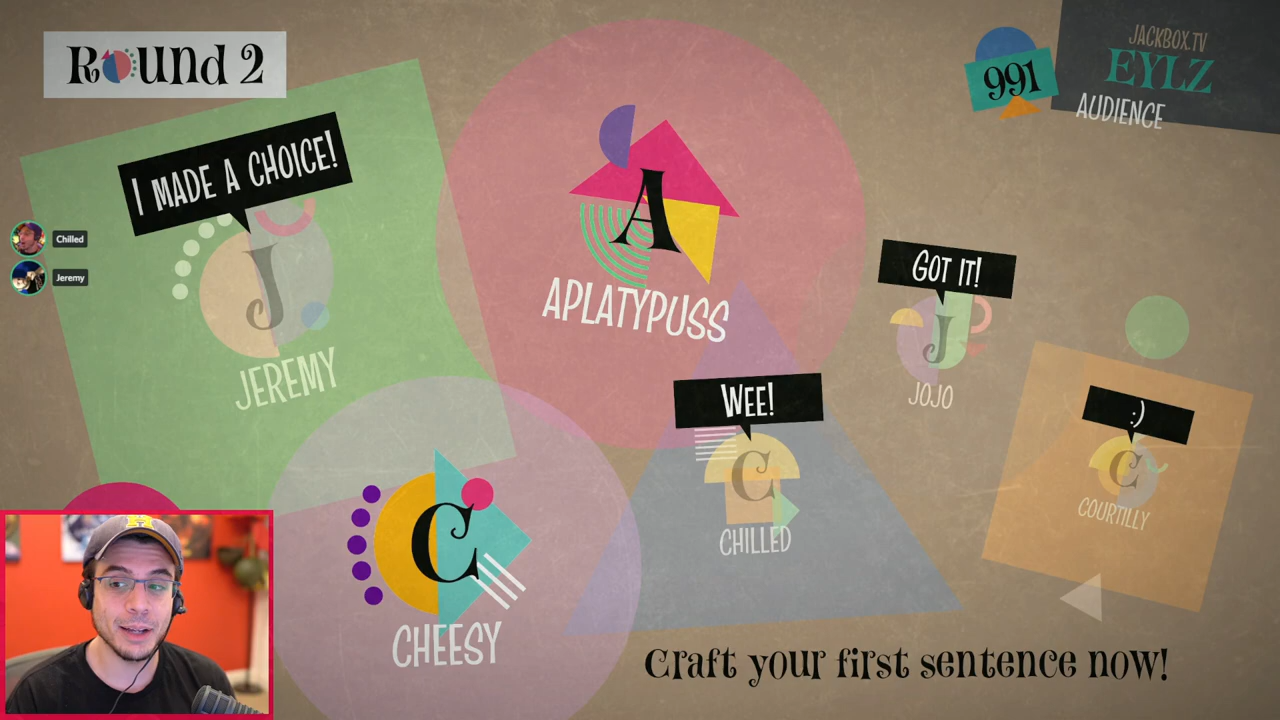 Round 2
991
JACKBOX.TV
EYLZ
AUDIENCE
I MADE A CHOICE!
J
JEREMY
A
APLATYPUSS
Chilled
Jeremy
GOT IT!
J
JOJO
WEE!
C
CHILLED
:)
C
COURTILLY
C
CHEESY
Craft your first sentence now!